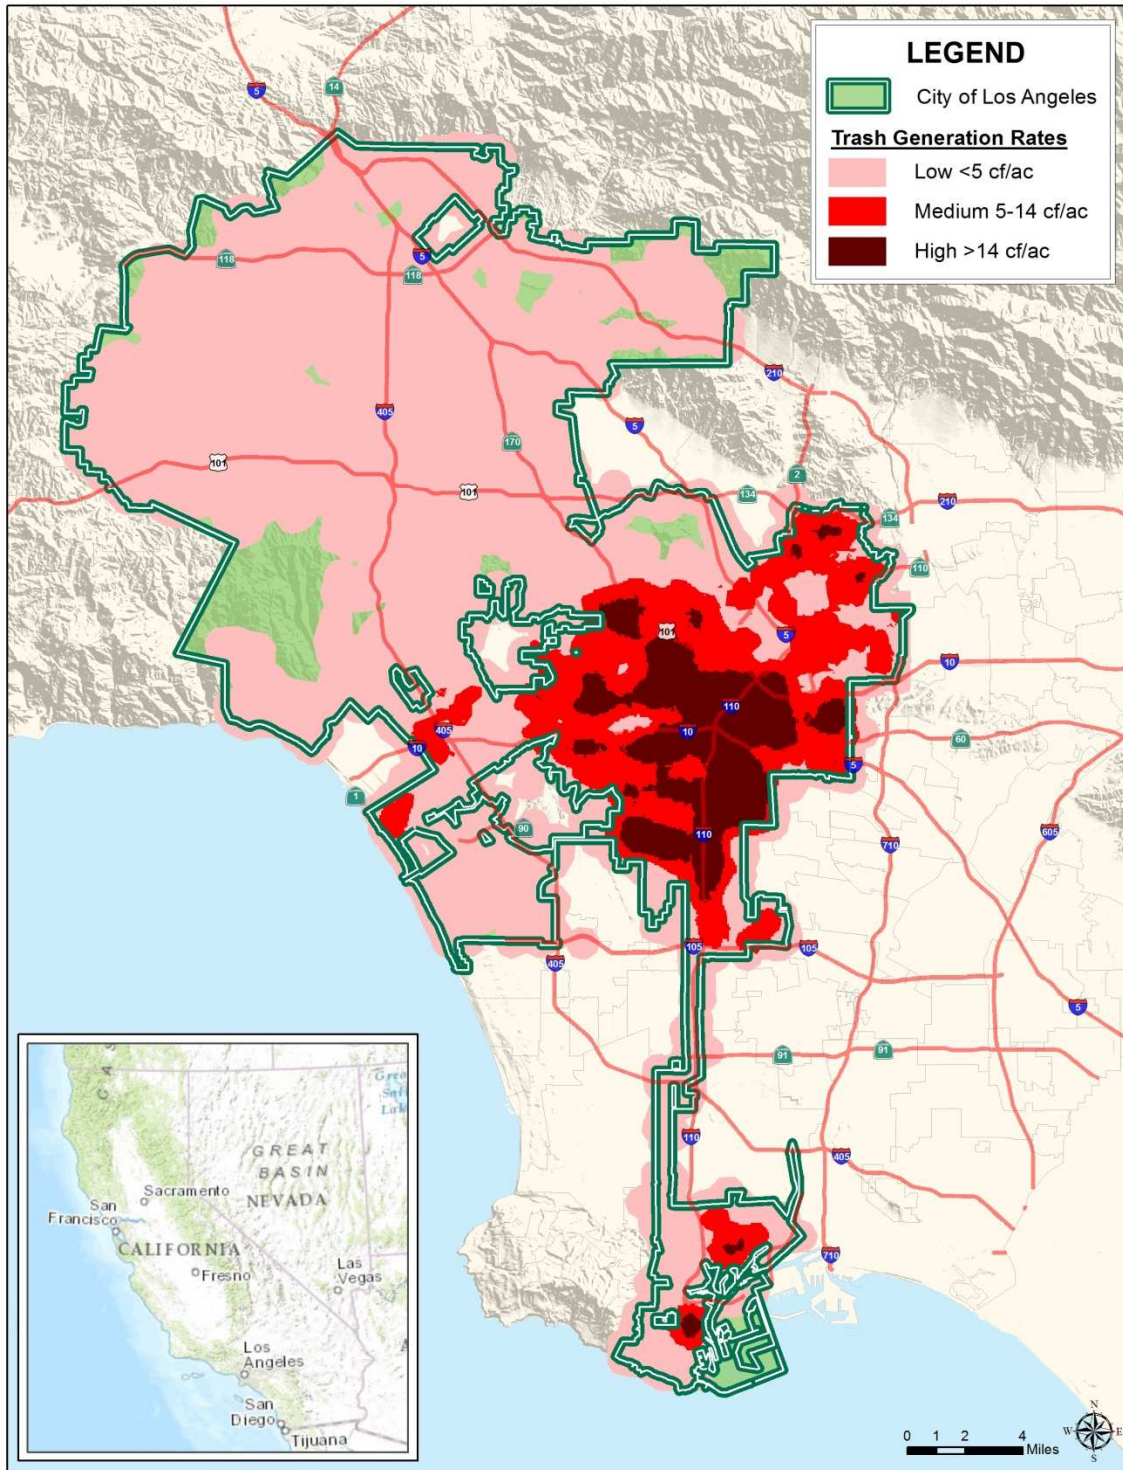 LEGEND
City of Los Angeles
Trash Generation Rates
Low <5 cf/ac
Medium 5-14 cf/ac
High >14 cf/ac
5
14
118
5
118
210
405
5
170
101
101
2
134
210
134
110
101
5
10
110
405
10
10
60
5
1
90
110
710
605
105
105
405
5
91
91
110
405
710
GREAT
BASIN
NEVADA
Sacramento
San
Francisco
CALIFORNIA
Fresno
Las
Vegas
Los
Angeles
San
Diego
Tijuana
N
W
E
S
0 1 2 4
Miles